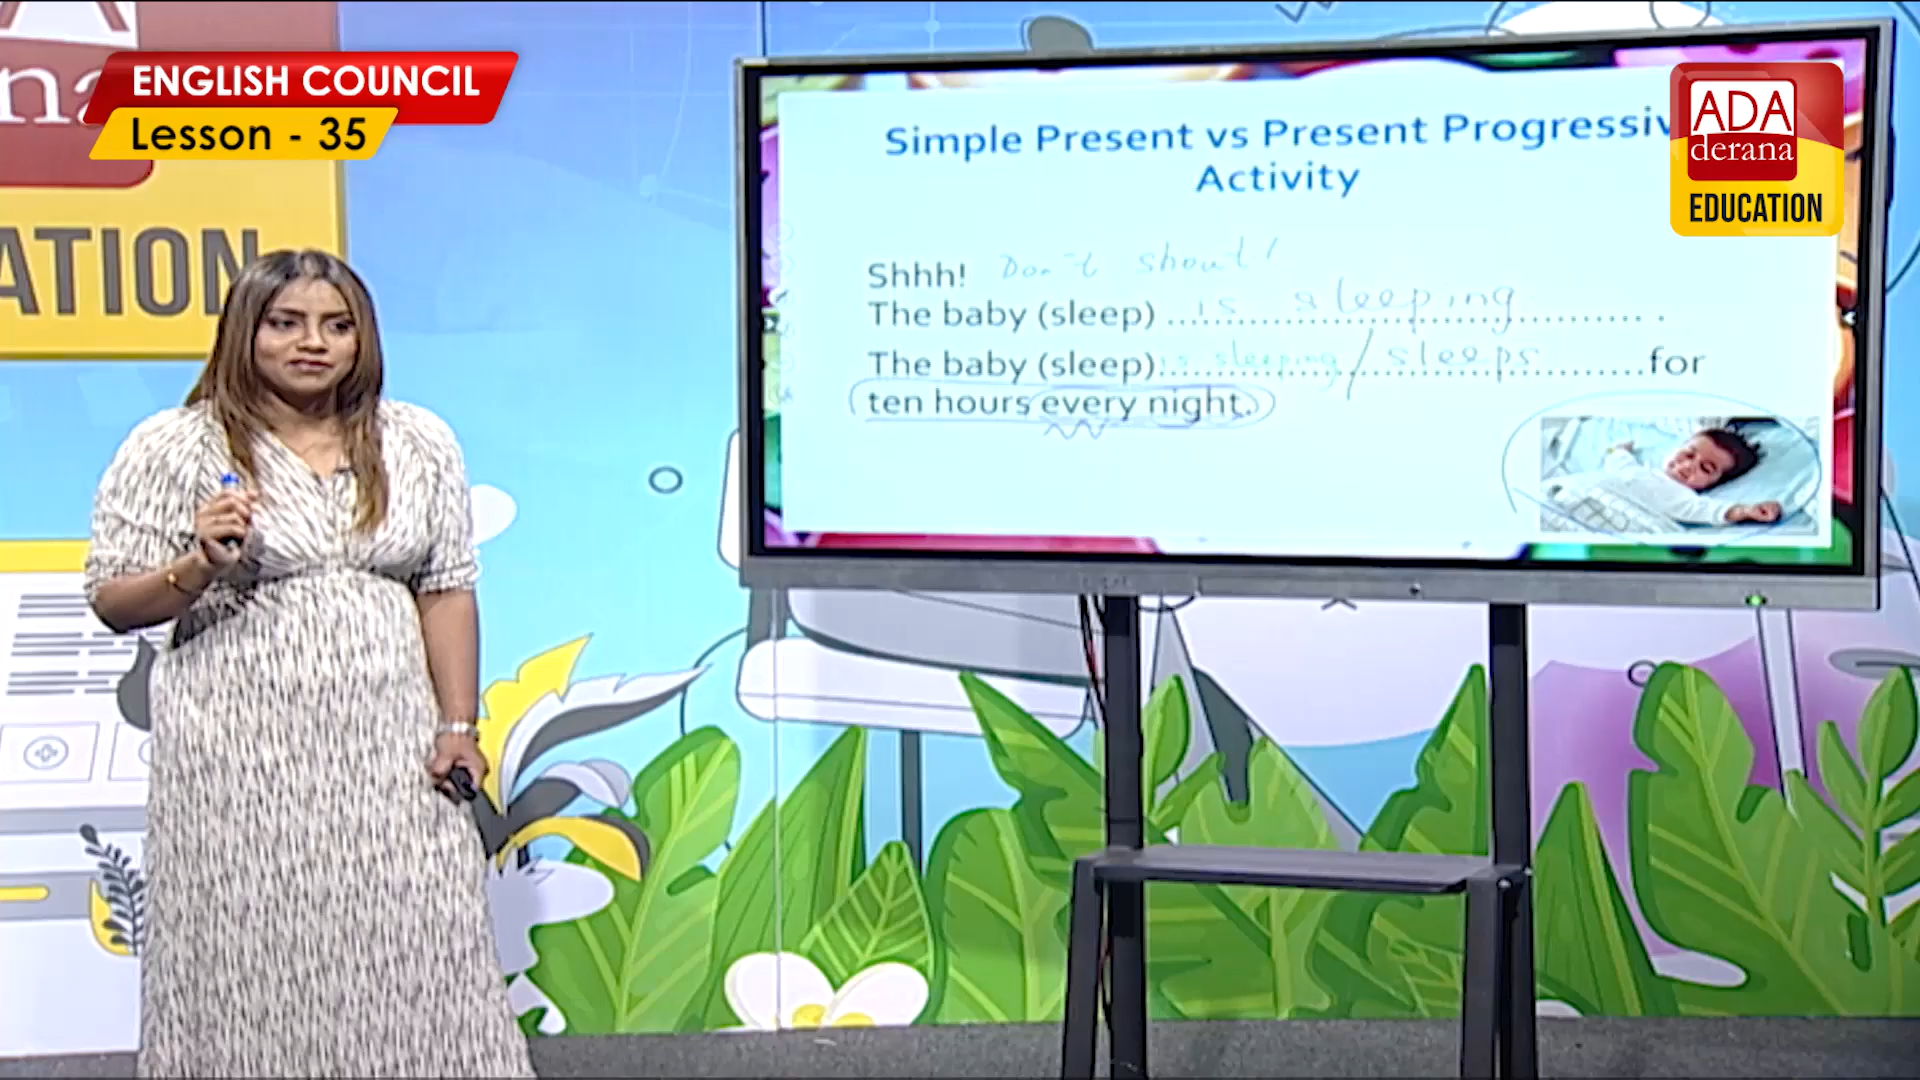 ENGLISH COUNCIL
Lesson - 35
ADA
derana
EDUCATION
na
ATION
Simple Present vs Present Progressiv
Activity
Shhh! Don't shout!
The baby (sleep) ... is sleeping ... .
The baby (sleep) is sleeping / sleeps ... for
ten hours every night.